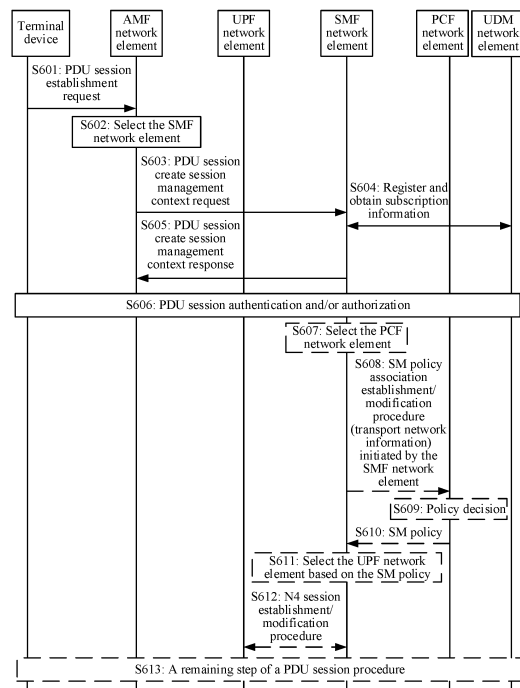 Terminal
device
AMF
network
element
UPF
network
element
SMF
network
element
PCF
network
element
UDM
network
element
S601: PDU session
establishment
request
S602: Select the SMF
network element
S603: PDU session
create session
management
context request
S604: Register and
obtain subscription
information
S605: PDU session
create session
management
context response
S606: PDU session authentication and/or authorization
S607: Select the PCF
network element
S608: SM policy
association
establishment/
modification
procedure
(transport network
information)
initiated by the
SMF network
element
S609: Policy decision
S610: SM policy
S611: Select the UPF network
element based on the SM policy
S612: N4 session
establishment/
modification
procedure
S613: A remaining step of a PDU session procedure